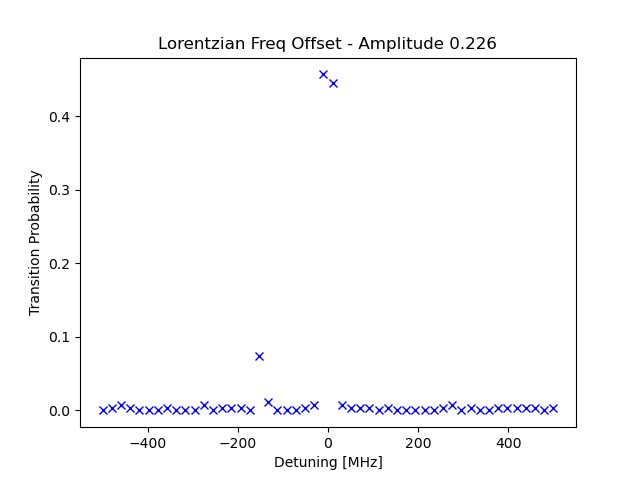 Lorentzian Freq Offset - Amplitude 0.226
Transition Probability
0.4
0.3
0.2
0.1
0.0
−400 −200 0 200 400
Detuning [MHz]